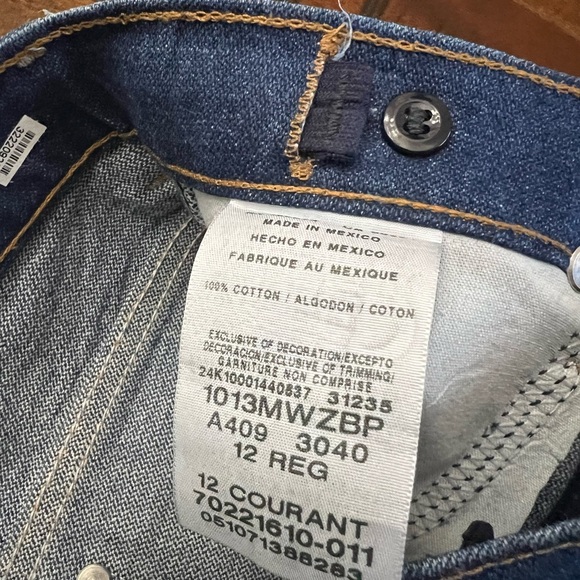 MADE IN MEXICO
HECHO EN MEXICO
FABRIQUE AU MEXIQUE
100% COTTON / ALGODON / COTON
EXCLUSIVE OF DECORATION/EXCEPTO
DECORACION/EXCLUSIVE OF TRIMMING/
GARNITURE NON COMPRISE
24K10001440837 31235
1013MWZBP
A409 3040
12 REG
12 COURANT
70221610-011
051071388283